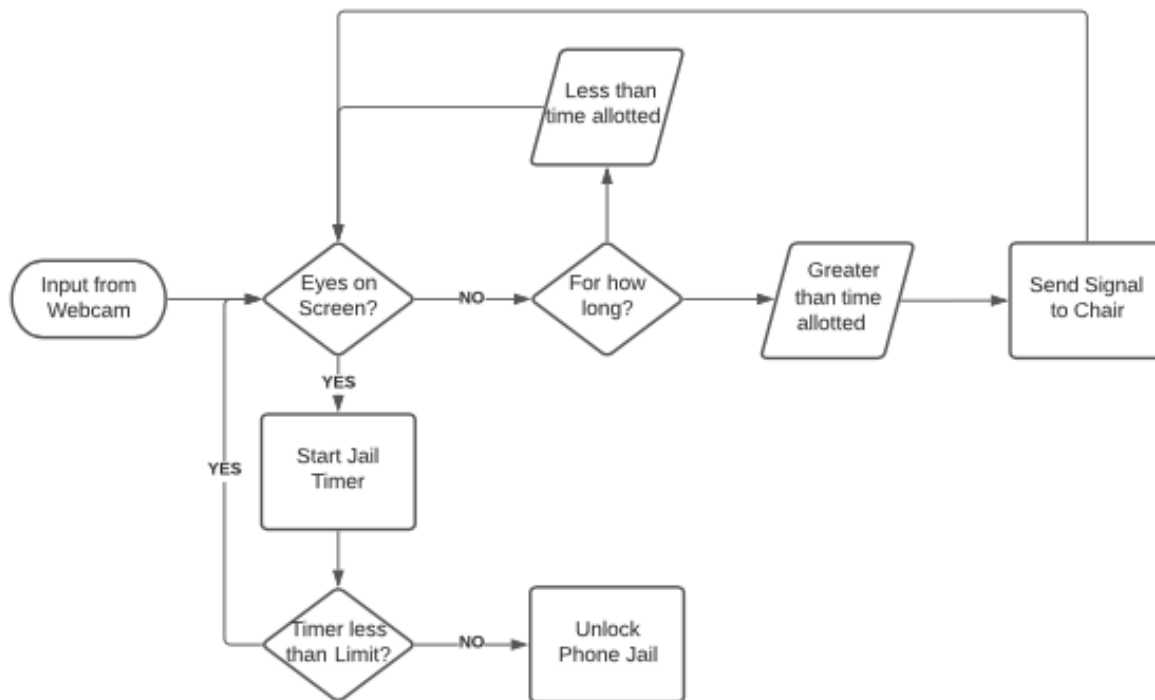 Less than
time allotted
Input from
Webcam
Eyes on
Screen?
NO
For how
long?
Greater
than time
allotted
Send Signal
to Chair
YES
Start Jail
Timer
YES
Timer less
than Limit?
NO
Unlock
Phone Jail